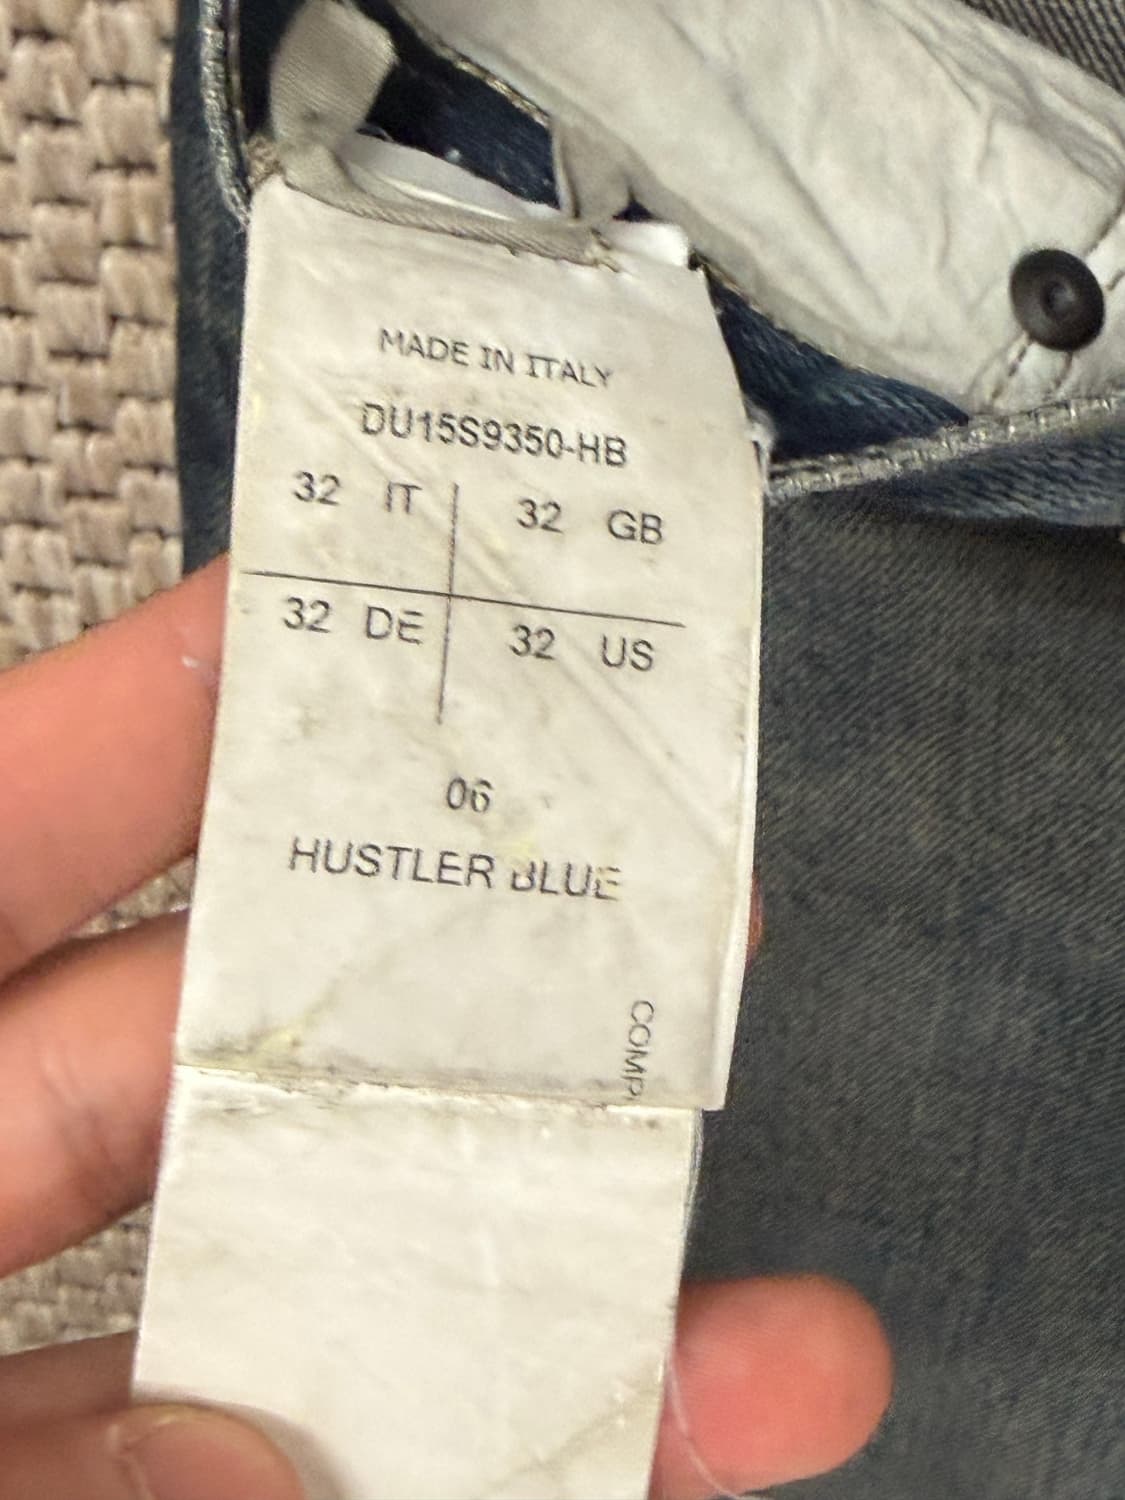 MADE IN ITALY
DU15S9350-HB
32 IT 32 GB
32 DE 32 US
06
HUSTLER BLUE
COMP.